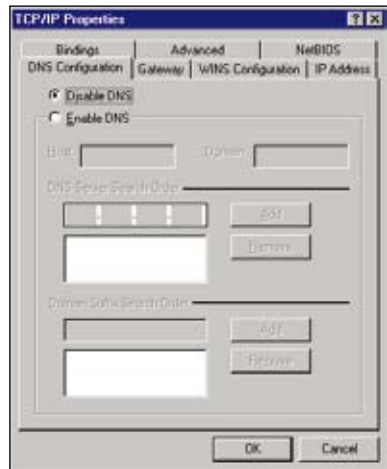 TCP/IP Properties
Bindings Advanced NetBIOS
DNS Configuration Gateway WINS Configuration IP Address
Disable DNS
Enable DNS
Host: Domain:
DNS Server Search Order
Add
Remove
Domain Suffix Search Order
Add
Remove
OK Cancel